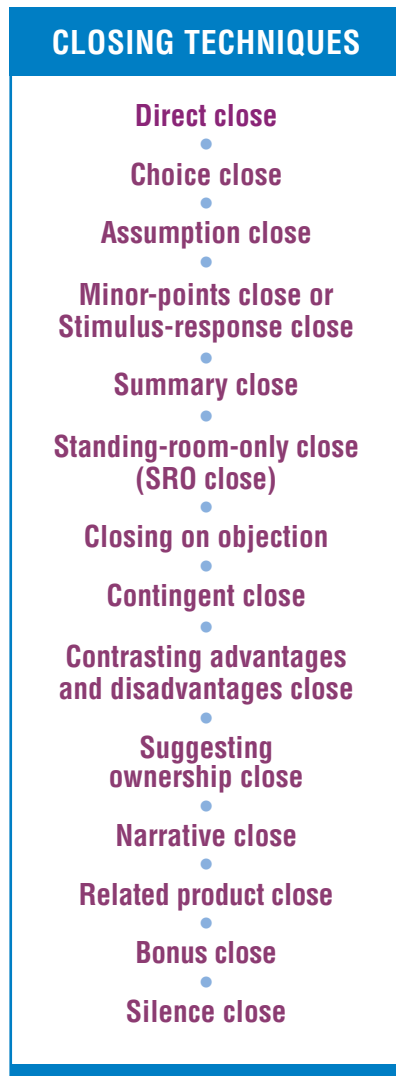 CLOSING TECHNIQUES
Direct close
Choice close
Assumption close
Minor-points close or
Stimulus-response close
Summary close
Standing-room-only close
(SRO close)
Closing on objection
Contingent close
Contrasting advantages
and disadvantages close
Suggesting
ownership close
Narrative close
Related product close
Bonus close
Silence close